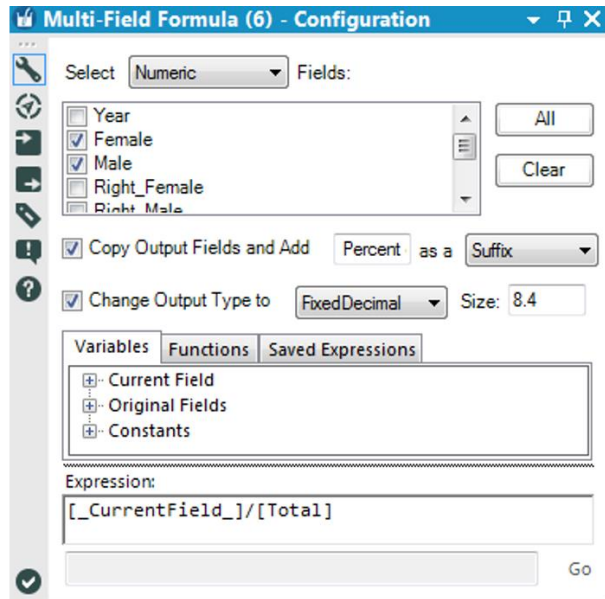 Multi-Field Formula (6) - Configuration
Select Numeric Fields:
Year
Female
Male
Right_Female
Right_Male
All
Clear
Copy Output Fields and Add Percent as a Suffix
Change Output Type to FixedDecimal Size: 8.4
Variables Functions Saved Expressions
Current Field
Original Fields
Constants
Expression:
[_CurrentField_]/[Total]
Go